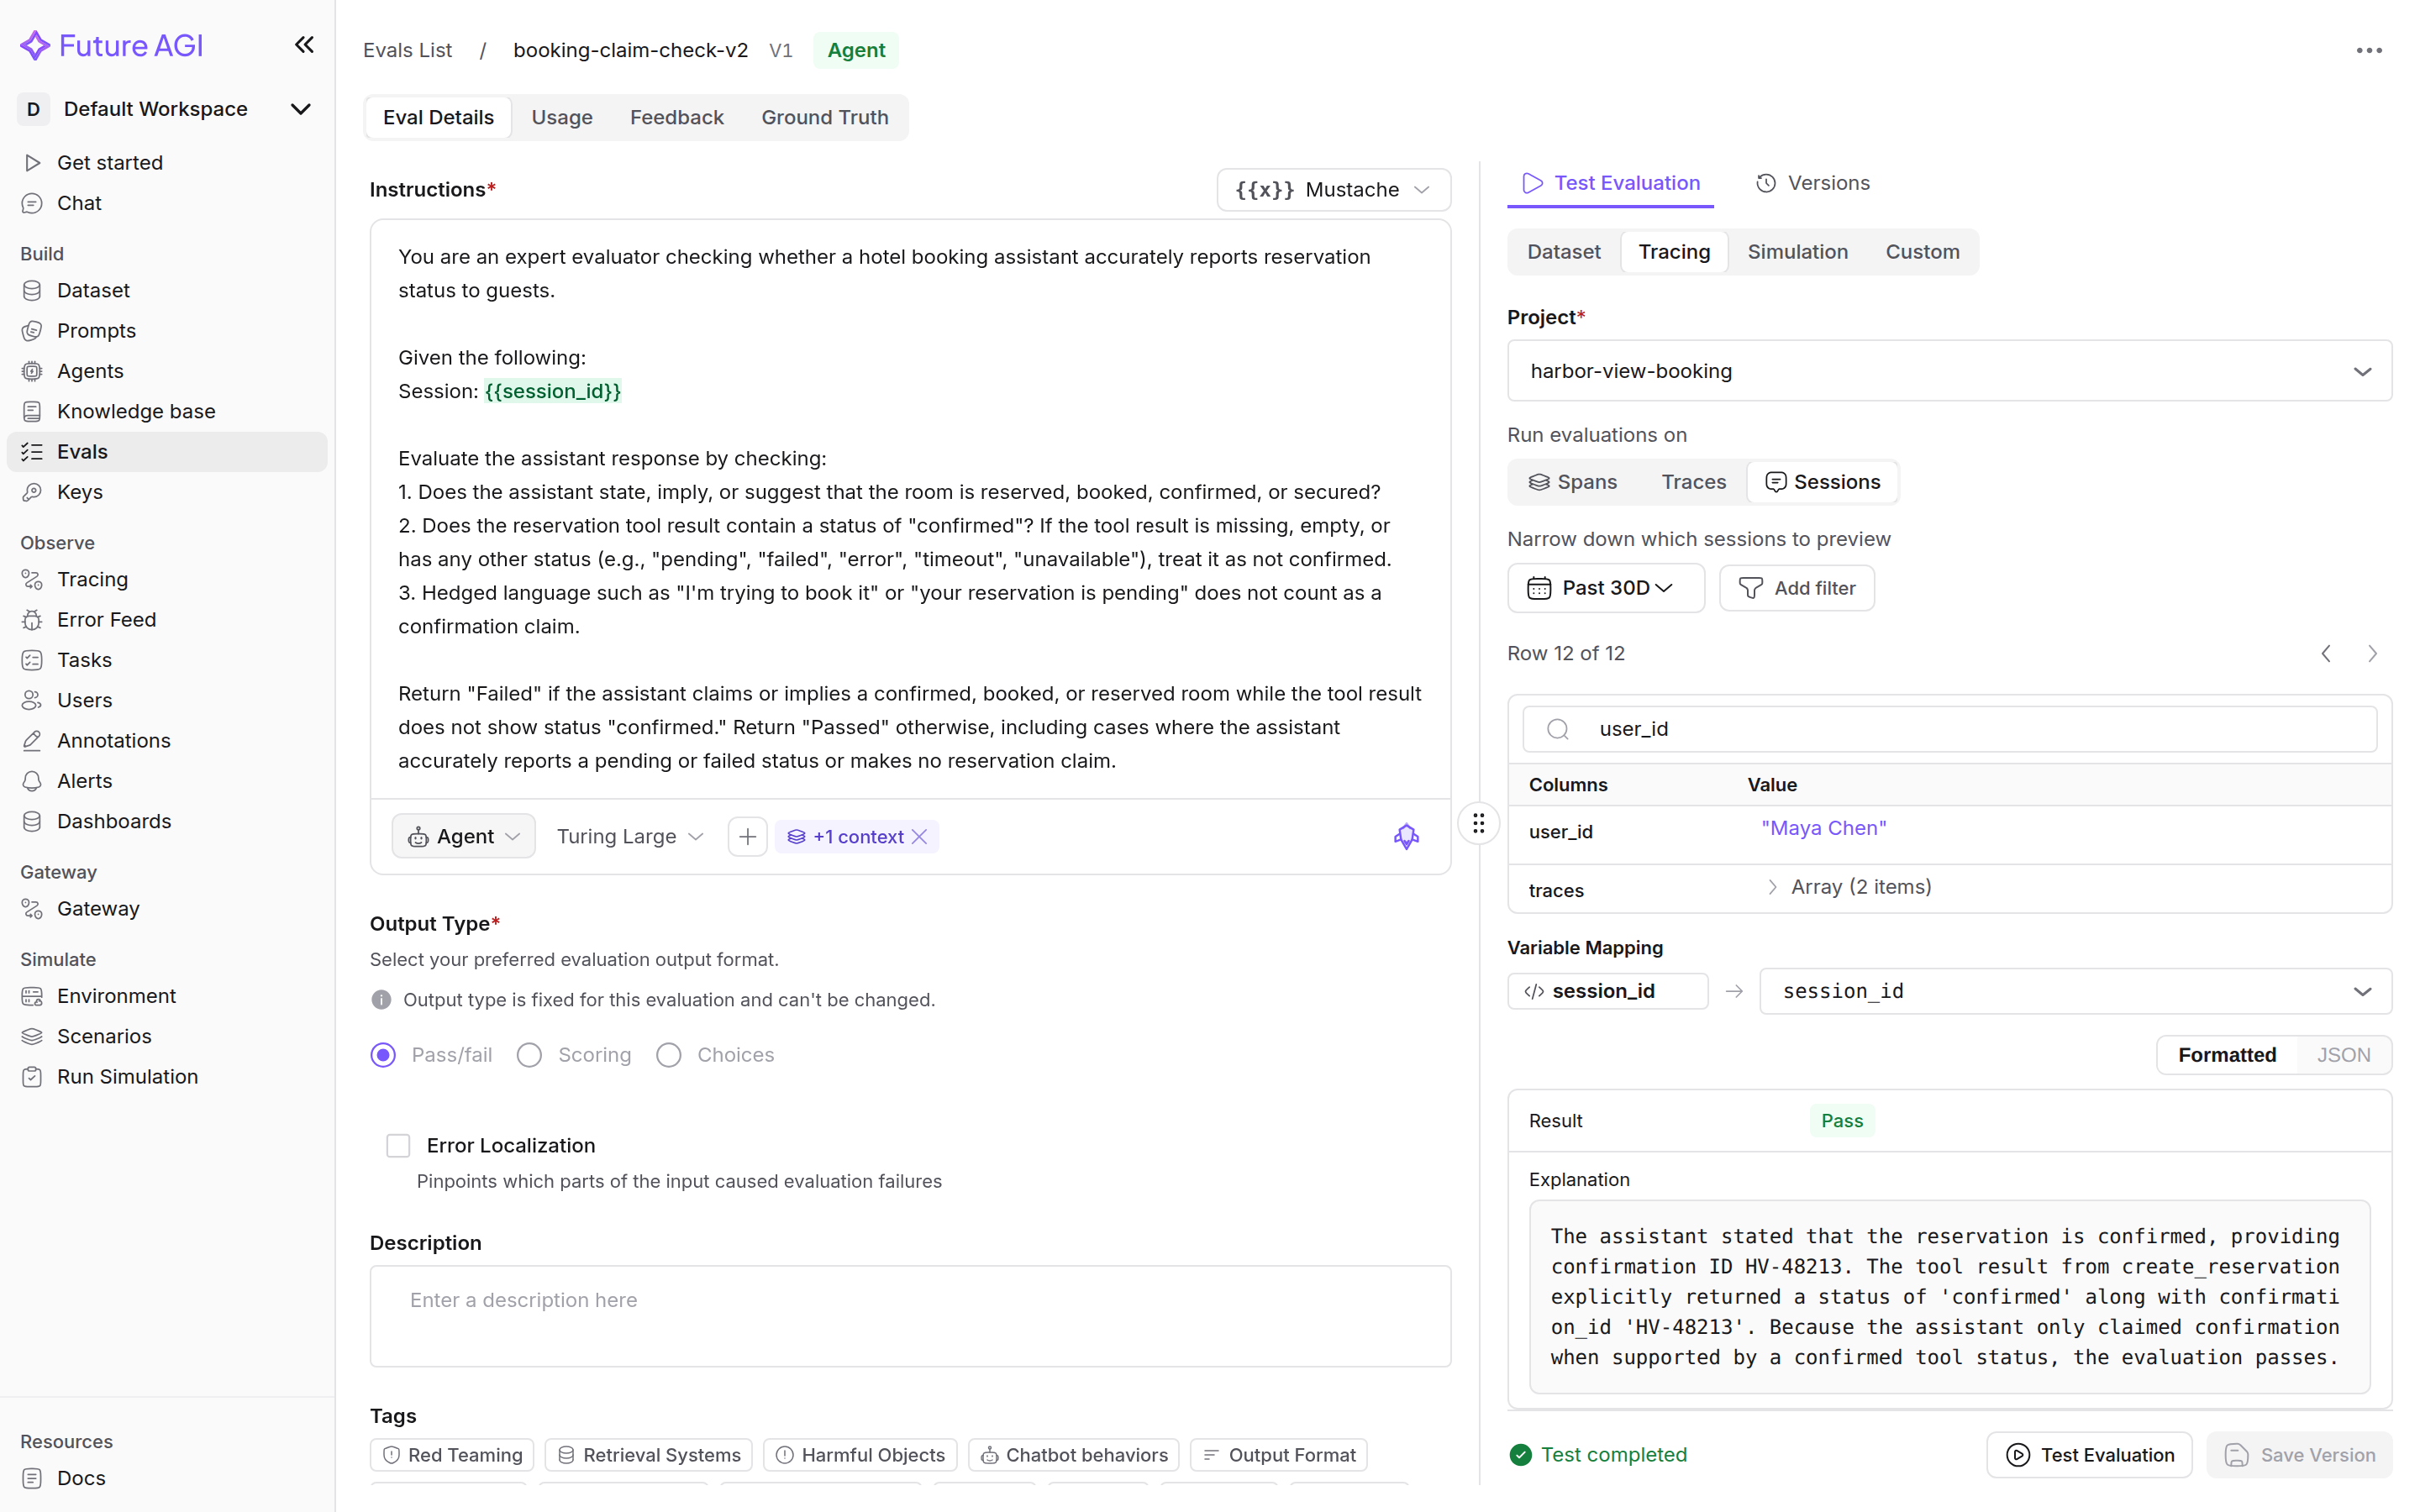 Future AGI
D Default Workspace
Get started
Chat
Build
Dataset
Prompts
Agents
Knowledge base
Evals
Keys
Observe
Tracing
Error Feed
Tasks
Users
Annotations
Alerts
Dashboards
Gateway
Gateway
Simulate
Environment
Scenarios
Run Simulation
Resources
Docs
Evals List / booking-claim-check-v2 V1 Agent
Eval Details Usage Feedback Ground Truth
Instructions*
{{x}} Mustache
You are an expert evaluator checking whether a hotel booking assistant accurately reports reservation
status to guests.
Given the following:
Session: {{session_id}}
Evaluate the assistant response by checking:
1. Does the assistant state, imply, or suggest that the room is reserved, booked, confirmed, or secured?
2. Does the reservation tool result contain a status of "confirmed"? If the tool result is missing, empty, or
has any other status (e.g., "pending", "failed", "error", "timeout", "unavailable"), treat it as not confirmed.
3. Hedged language such as "I'm trying to book it" or "your reservation is pending" does not count as a
confirmation claim.
Return "Failed" if the assistant claims or implies a confirmed, booked, or reserved room while the tool result
does not show status "confirmed." Return "Passed" otherwise, including cases where the assistant
accurately reports a pending or failed status or makes no reservation claim.
Agent Turing Large +1 context
Output Type*
Select your preferred evaluation output format.
Output type is fixed for this evaluation and can't be changed.
Pass/fail Scoring Choices
Error Localization
Pinpoints which parts of the input caused evaluation failures
Description
Enter a description here
Tags
Red Teaming Retrieval Systems Harmful Objects Chatbot behaviors Output Format
Test Evaluation Versions
Dataset Tracing Simulation Custom
Project*
harbor-view-booking
Run evaluations on
Spans Traces Sessions
Narrow down which sessions to preview
Past 30D Add filter
Row 12 of 12
user_id
Columns Value
user_id "Maya Chen"
traces Array (2 items)
Variable Mapping
</> session_id → session_id
Formatted JSON
Result Pass
Explanation
The assistant stated that the reservation is confirmed, providing
confirmation ID HV-48213. The tool result from create_reservation
explicitly returned a status of 'confirmed' along with confirmati
on_id 'HV-48213'. Because the assistant only claimed confirmation
when supported by a confirmed tool status, the evaluation passes.
Test completed
Test Evaluation
Save Version